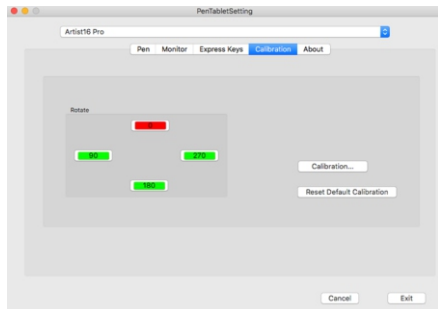 PenTabletSetting
Artist16 Pro
Pen Monitor Express Keys Calibration About
Rotate
0
90 270
180
Calibration...
Reset Default Calibration
Cancel Exit